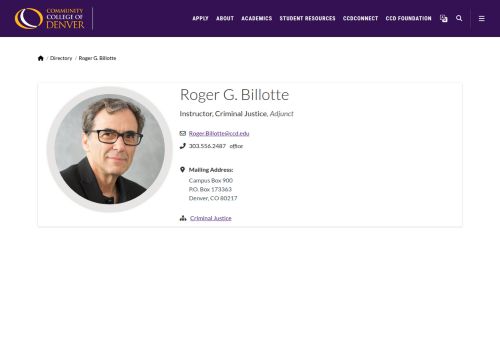 COMMUNITY
COLLEGE OF
DENVER
APPLY ABOUT ACADEMICS STUDENT RESOURCES CCDCONNECT CCD FOUNDATION
/ Directory / Roger G. Billotte
Roger G. Billotte
Instructor, Criminal Justice, Adjunct
Roger.Billotte@ccd.edu
303.556.2487 office
Mailing Address:
Campus Box 900
P.O. Box 173363
Denver, CO 80217
Criminal Justice